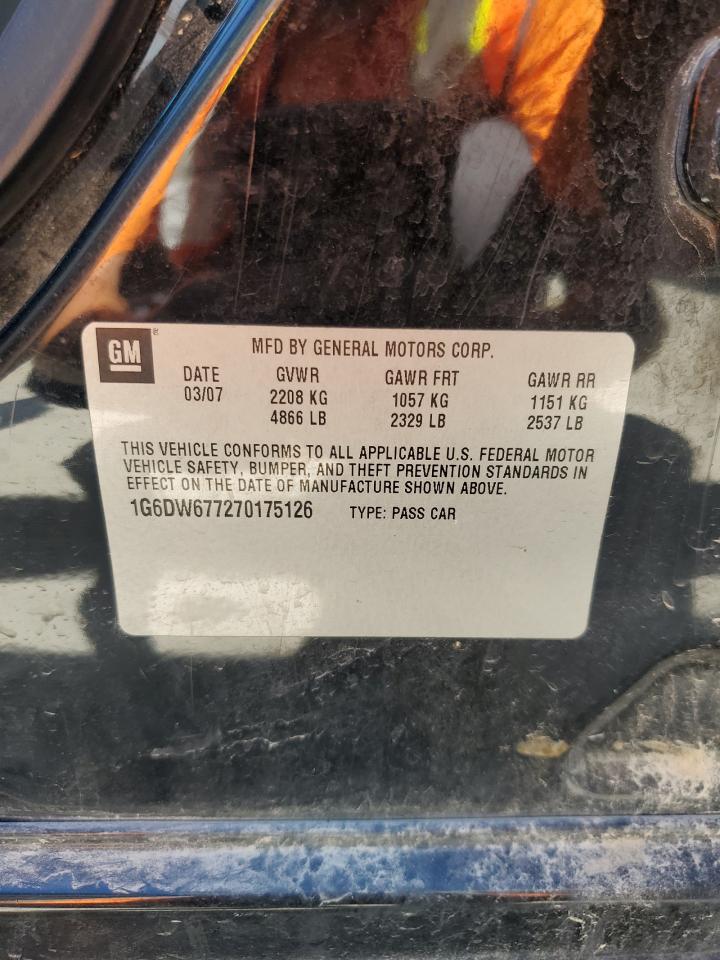 GM ®
MFD BY GENERAL MOTORS CORP.
DATE GVWR GAWR FRT GAWR RR
03/07 2208 KG 1057 KG 1151 KG
4866 LB 2329 LB 2537 LB
THIS VEHICLE CONFORMS TO ALL APPLICABLE U.S. FEDERAL MOTOR
VEHICLE SAFETY, BUMPER, AND THEFT PREVENTION STANDARDS IN
EFFECT ON THE DATE OF MANUFACTURE SHOWN ABOVE.
1G6DW677270175126 TYPE: PASS CAR